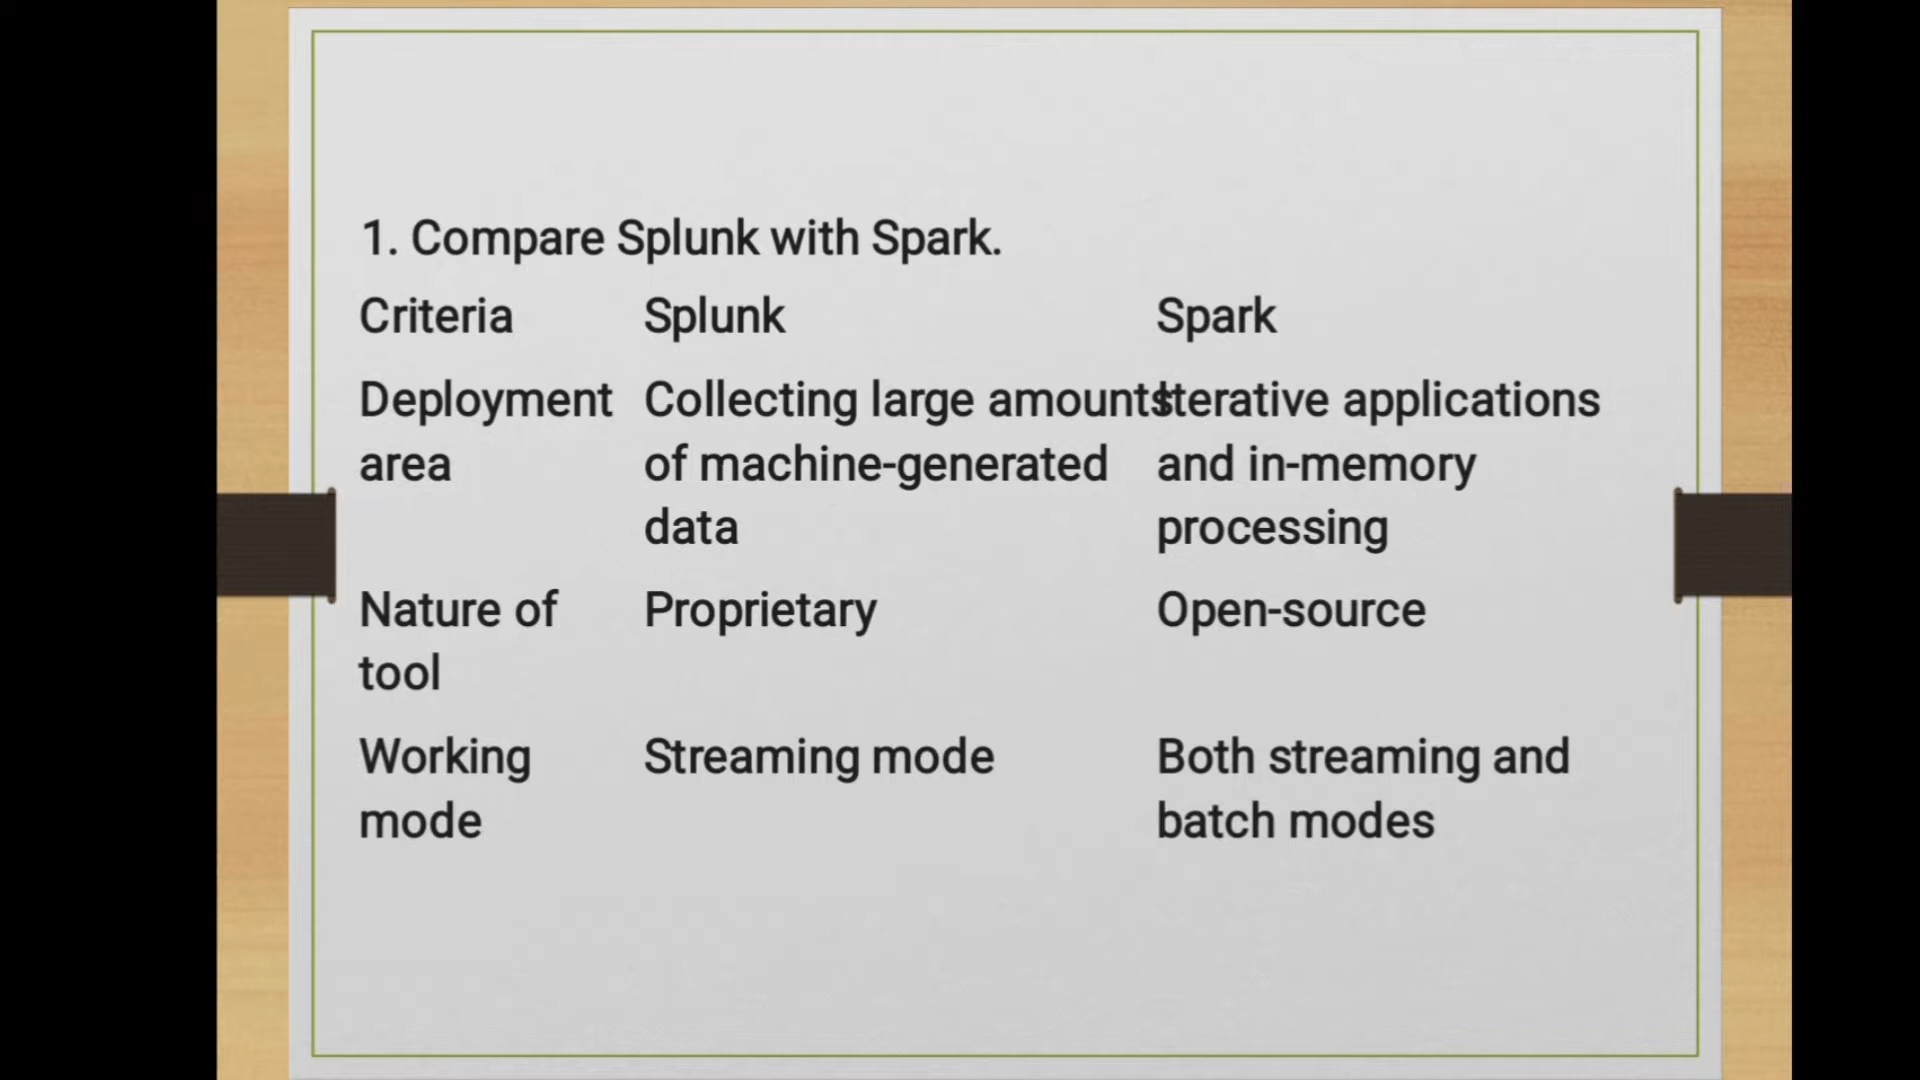 1. Compare Splunk with Spark.
Criteria Splunk Spark
Deployment Collecting large amounts Iterative applications
area of machine-generated and in-memory
data processing
Nature of Proprietary Open-source
tool
Working Streaming mode Both streaming and
mode batch modes